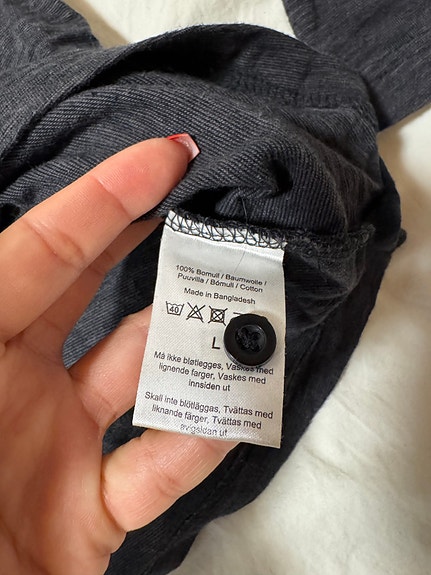 100% Bomull / Baumwolle /
Puuvilla / Bómull / Cotton
Made in Bangladesh
40
L
Må ikke bløtlegges, Vaskes med
lignende farger, Vaskes med
innsiden ut
Skall inte blötläggas, Tvättas med
liknande färger, Tvättas med
avigsidan ut